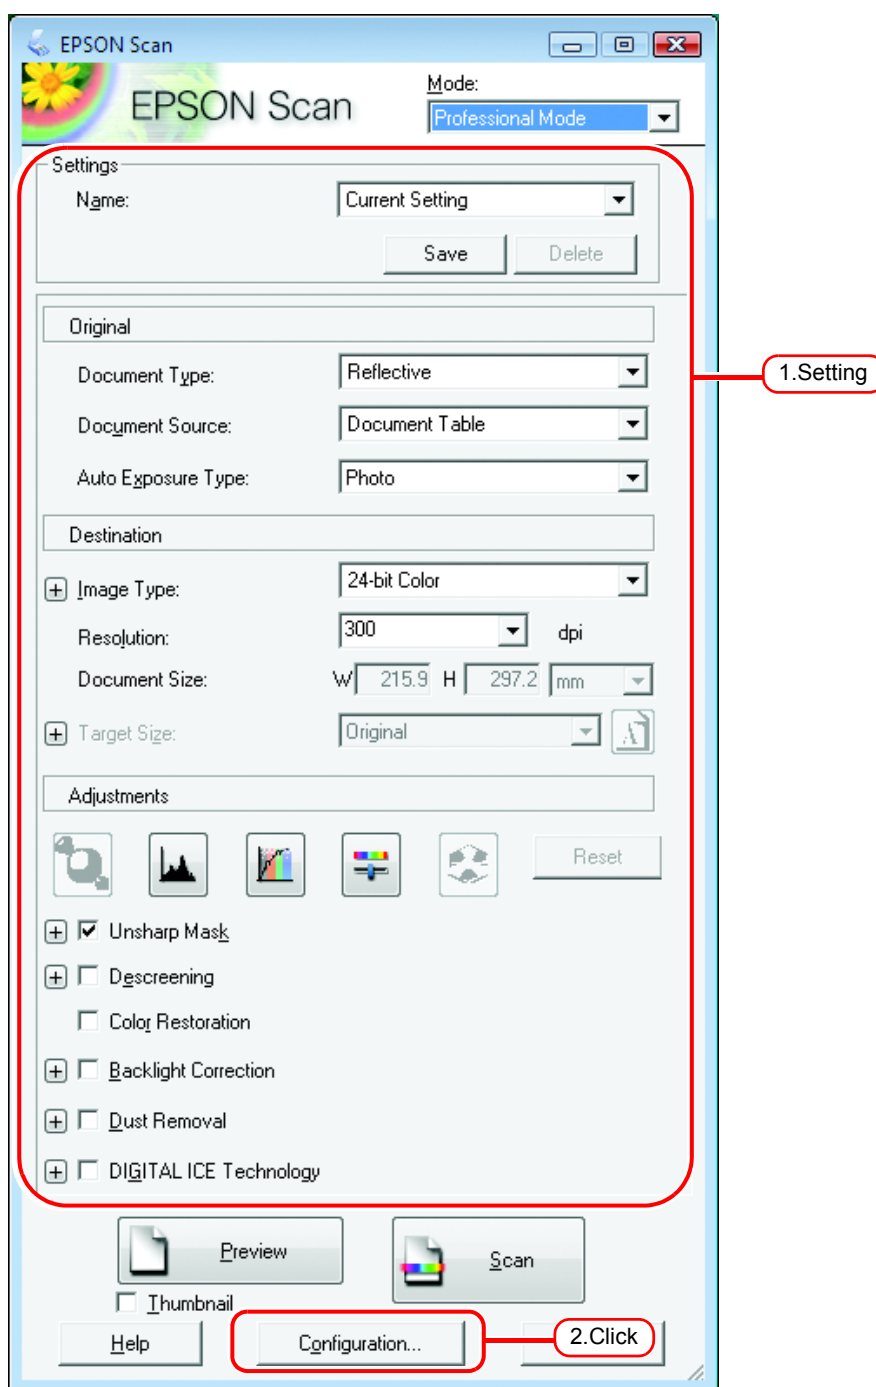 EPSON Scan
EPSON Scan
Mode:
Professional Mode
Settings
Name:
Current Setting
Save
Delete
Original
Document Type:
Reflective
1.Setting
Document Source:
Document Table
Auto Exposure Type:
Photo
Destination
Image Type:
24-bit Color
Resolution:
300
dpi
Document Size:
W 215.9 H 297.2 mm
Target Size:
Original
Adjustments
Reset
Unsharp Mask
Descreening
Color Restoration
Backlight Correction
Dust Removal
DIGITAL ICE Technology
Preview
Scan
Thumbnail
Help
Configuration...
2.Click